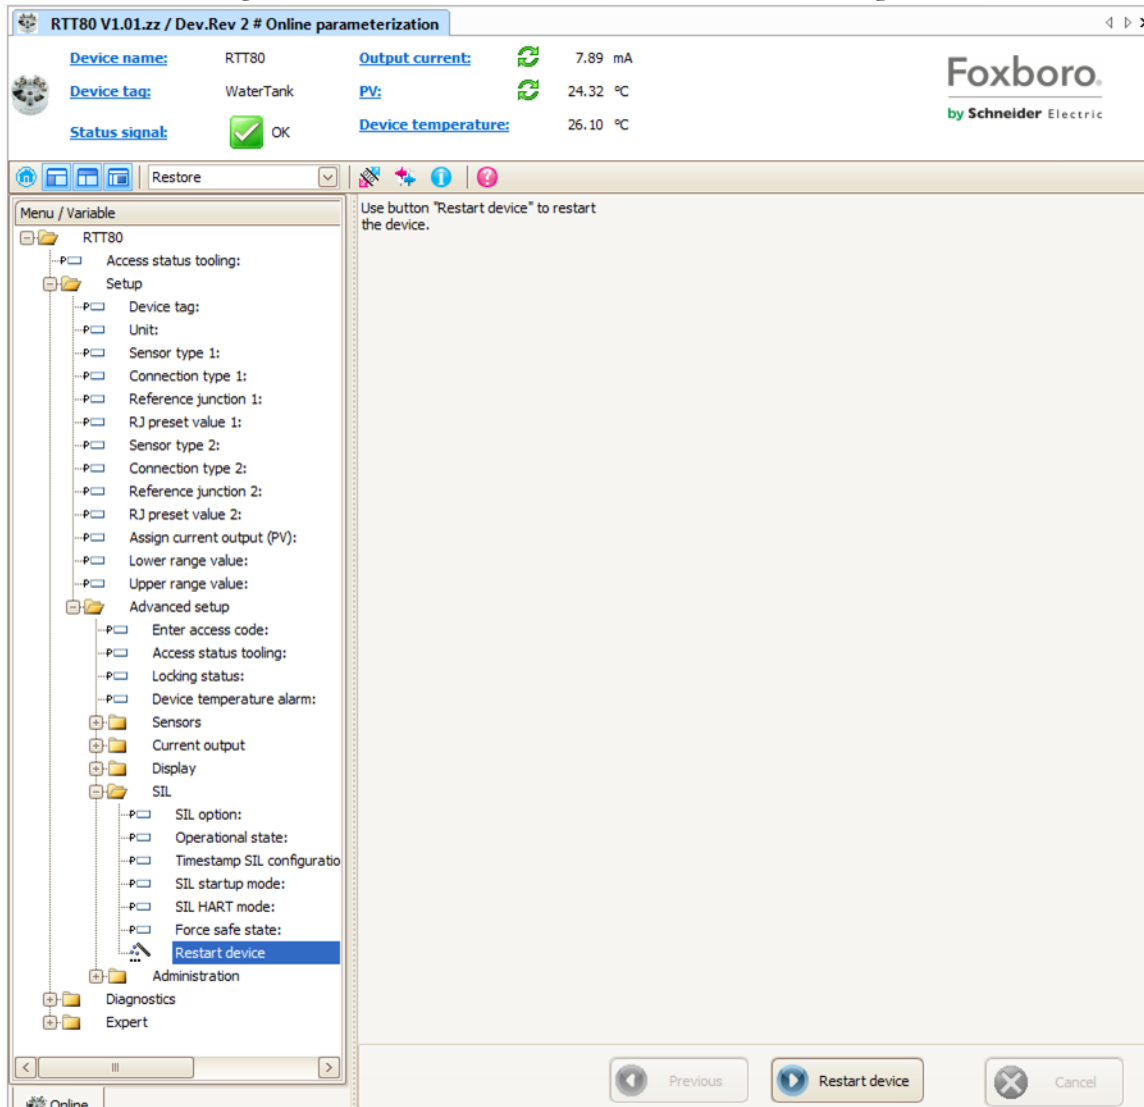 RTT80 V1.01.zz / Dev.Rev 2 # Online parameterization
Device name: RTT80 Output current: 7.89 mA
Device tag: WaterTank PV: 24.32 °C
Status signal: OK Device temperature: 26.10 °C
Foxboro.
by Schneider Electric
Restore
Menu / Variable
RTT80
Access status tooling:
Setup
Device tag:
Unit:
Sensor type 1:
Connection type 1:
Reference junction 1:
RJ preset value 1:
Sensor type 2:
Connection type 2:
Reference junction 2:
RJ preset value 2:
Assign current output (PV):
Lower range value:
Upper range value:
Advanced setup
Enter access code:
Access status tooling:
Locking status:
Device temperature alarm:
Sensors
Current output
Display
SIL
SIL option:
Operational state:
Timestamp SIL configuratio
SIL startup mode:
SIL HART mode:
Force safe state:
Restart device
Administration
Diagnostics
Expert
Use button "Restart device" to restart
the device.
Previous Restart device Cancel
Online